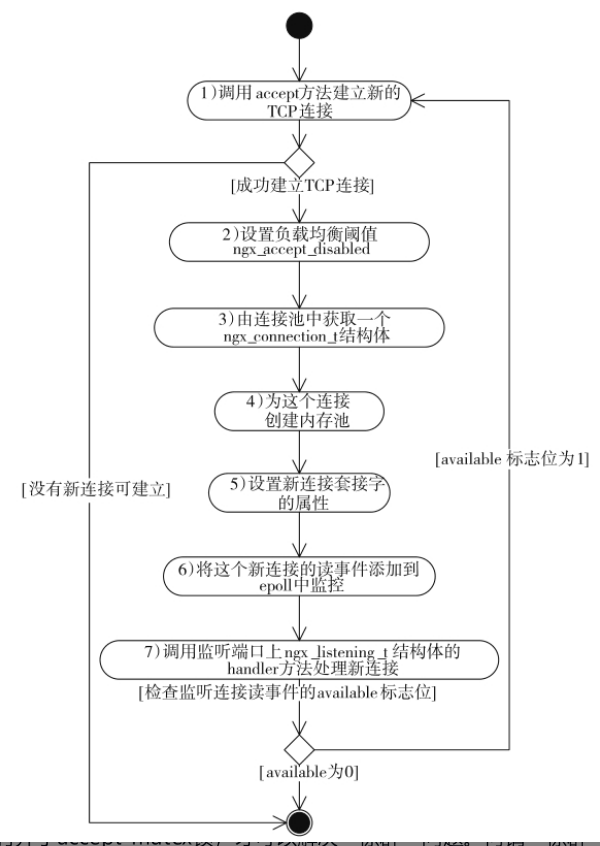 1)调用 accept方法建立新的
TCP连接
[成功建立TCP连接]
2)设置负载均衡阈值
ngx_accept_disabled
3)由连接池中获取一个
ngx_connection_t结构体
4)为这个连接
创建内存池
[available 标志位为1]
[没有新连接可建立]
5)设置新连接套接字
的属性
6)将这个新连接的读事件添加到
epoll中监控
7)调用监听端口上ngx_listening_t 结构体的
handler方法处理新连接
[检查监听连接读事件的available标志位]
[available为0]